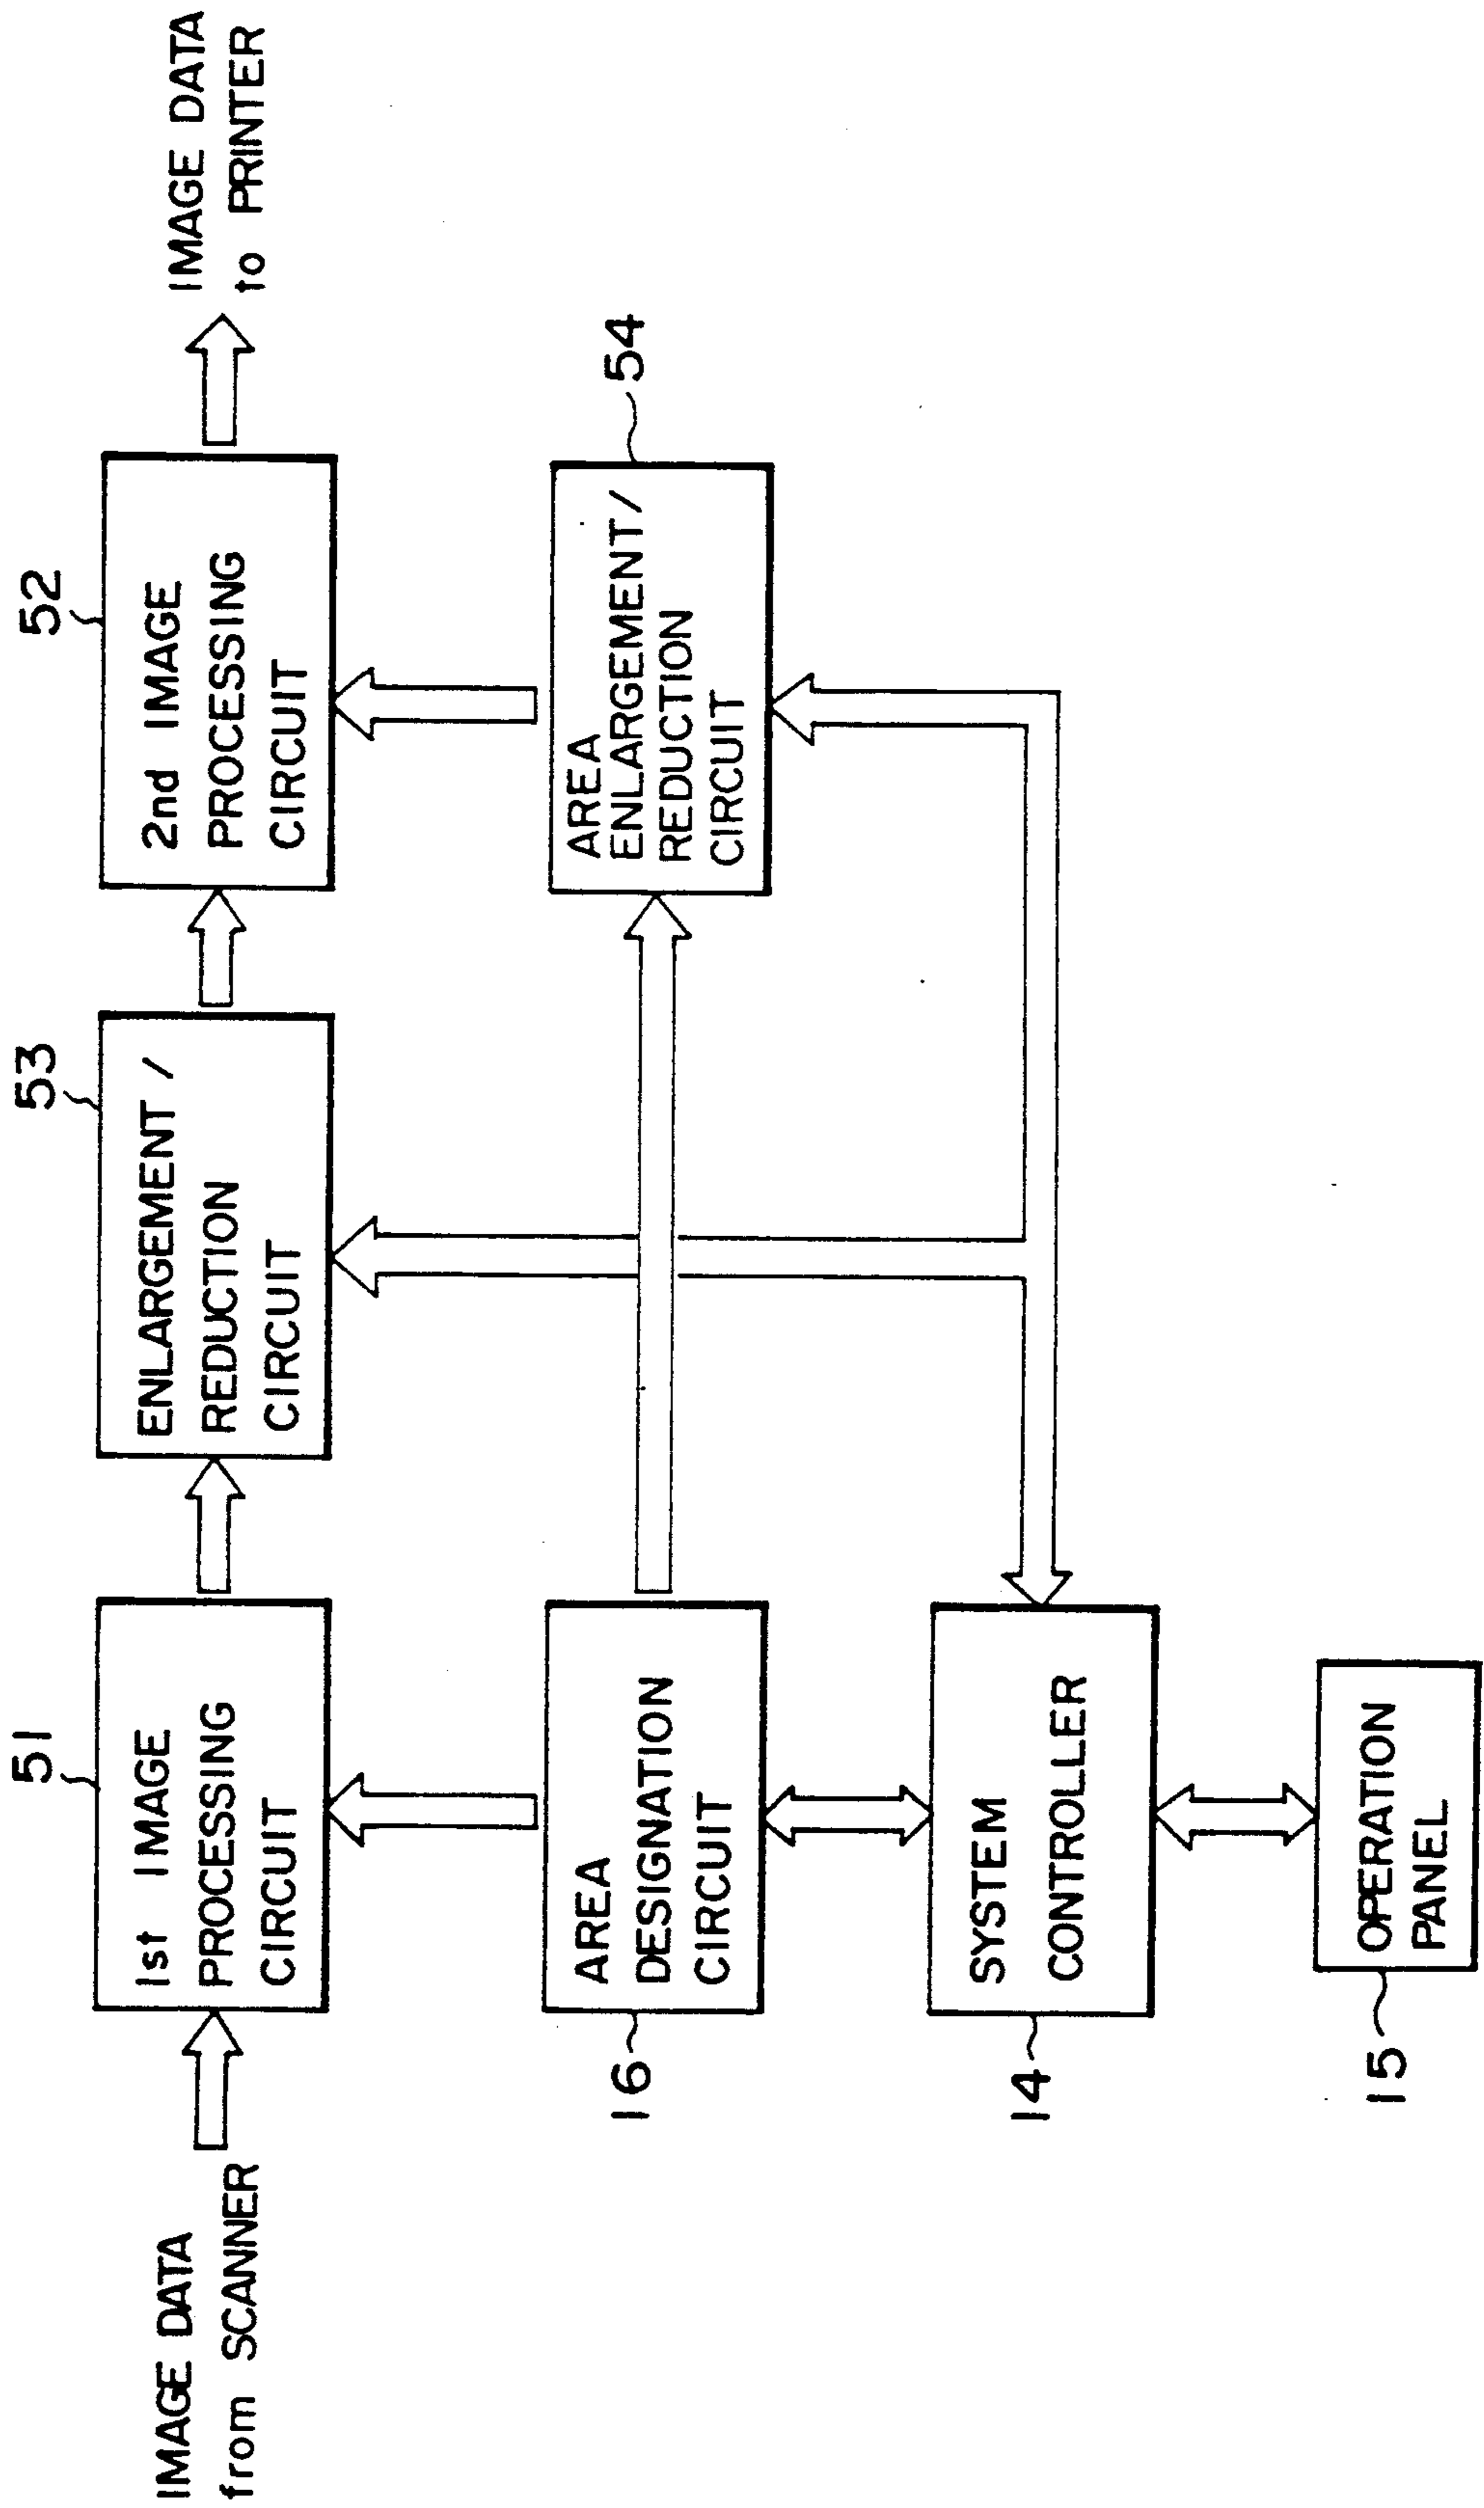 IMAGE DATA
from SCANNER
51
1st IMAGE
PROCESSING
CIRCUIT
53
ENLARGEMENT /
REDUCTION
CIRCUIT
52
2nd IMAGE
PROCESSING
CIRCUIT
IMAGE DATA
to PRINTER
16
AREA
DESIGNATION
CIRCUIT
AREA
ENLARGEMENT/
REDUCTION
CIRCUIT
54
14
SYSTEM
CONTROLLER
15
OPERATION
PANEL